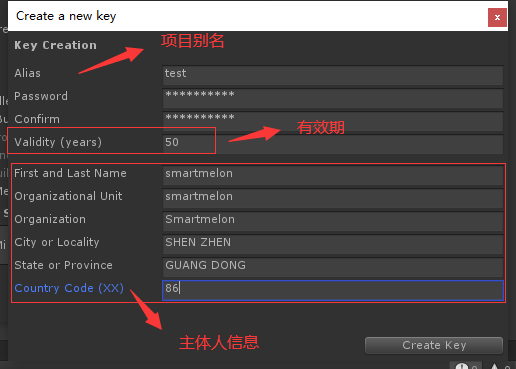 Create a new key
x
Key Creation
项目别名
Alias
test
Password
**********
Confirm
**********
有效期
Validity (years)
50
First and Last Name
smartmelon
Organizational Unit
smartmelon
Organization
Smartmelon
City or Locality
SHEN ZHEN
State or Province
GUANG DONG
Country Code (XX)
86
主体人信息
Create Key